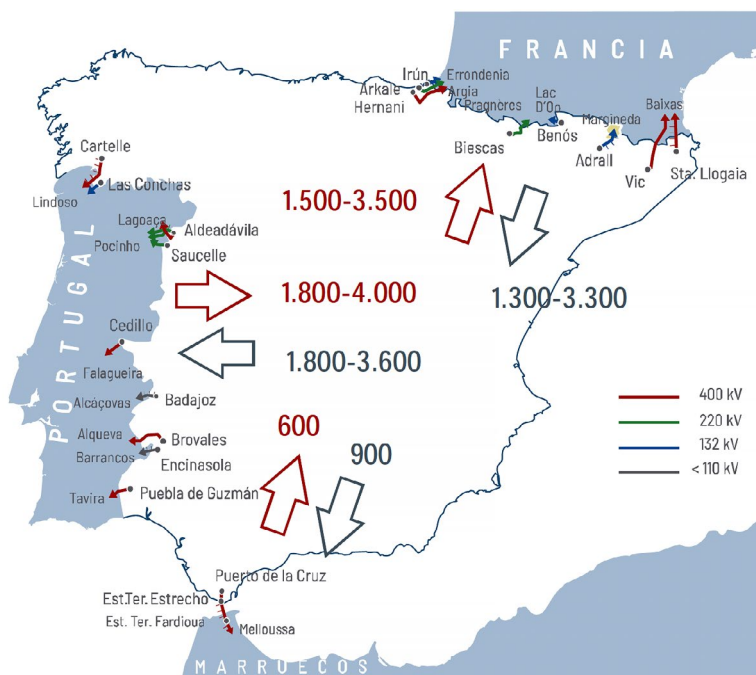 FRANCIA
Irún
Errondenia
Arkale
Argia
Hernani
Pragneros
Lac
D'Oo
Benós
Biescas
Margineda
Adrall
Baixas
Vic
Sta. Llogaia
Cartelle
Las Conchas
Lindoso
Lagoaça
Aldeadávila
Pocinho
Saucelle
PORTUGAL
1.500-3.500
1.800-4.000
1.300-3.300
1.800-3.600
Cedillo
Falagueira
Alcáçovas
Badajoz
Alqueva
Brovales
Barrancos
Encinasola
Tavira
Puebla de Guzmán
600
900
400 kV
220 kV
132 kV
<110 kV
Puerto de la Cruz
Est.Ter. Estrecho
Est. Ter. Fardioua
Melloussa
MARRUECOS